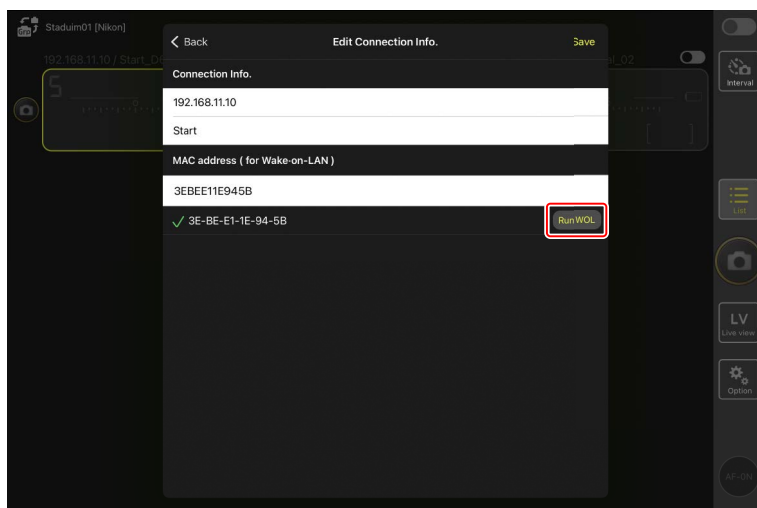 Staduim01 [Nikon]
192.168.11.10 / Start_D
al_02
Back
Edit Connection Info.
Save
Connection Info.
192.168.11.10
Start
MAC address ( for Wake-on-LAN )
3EBEE11E945B
3E-BE-E1-1E-94-5B
Run WOL
Interval
List
LV
Live view
Option
AF-ON